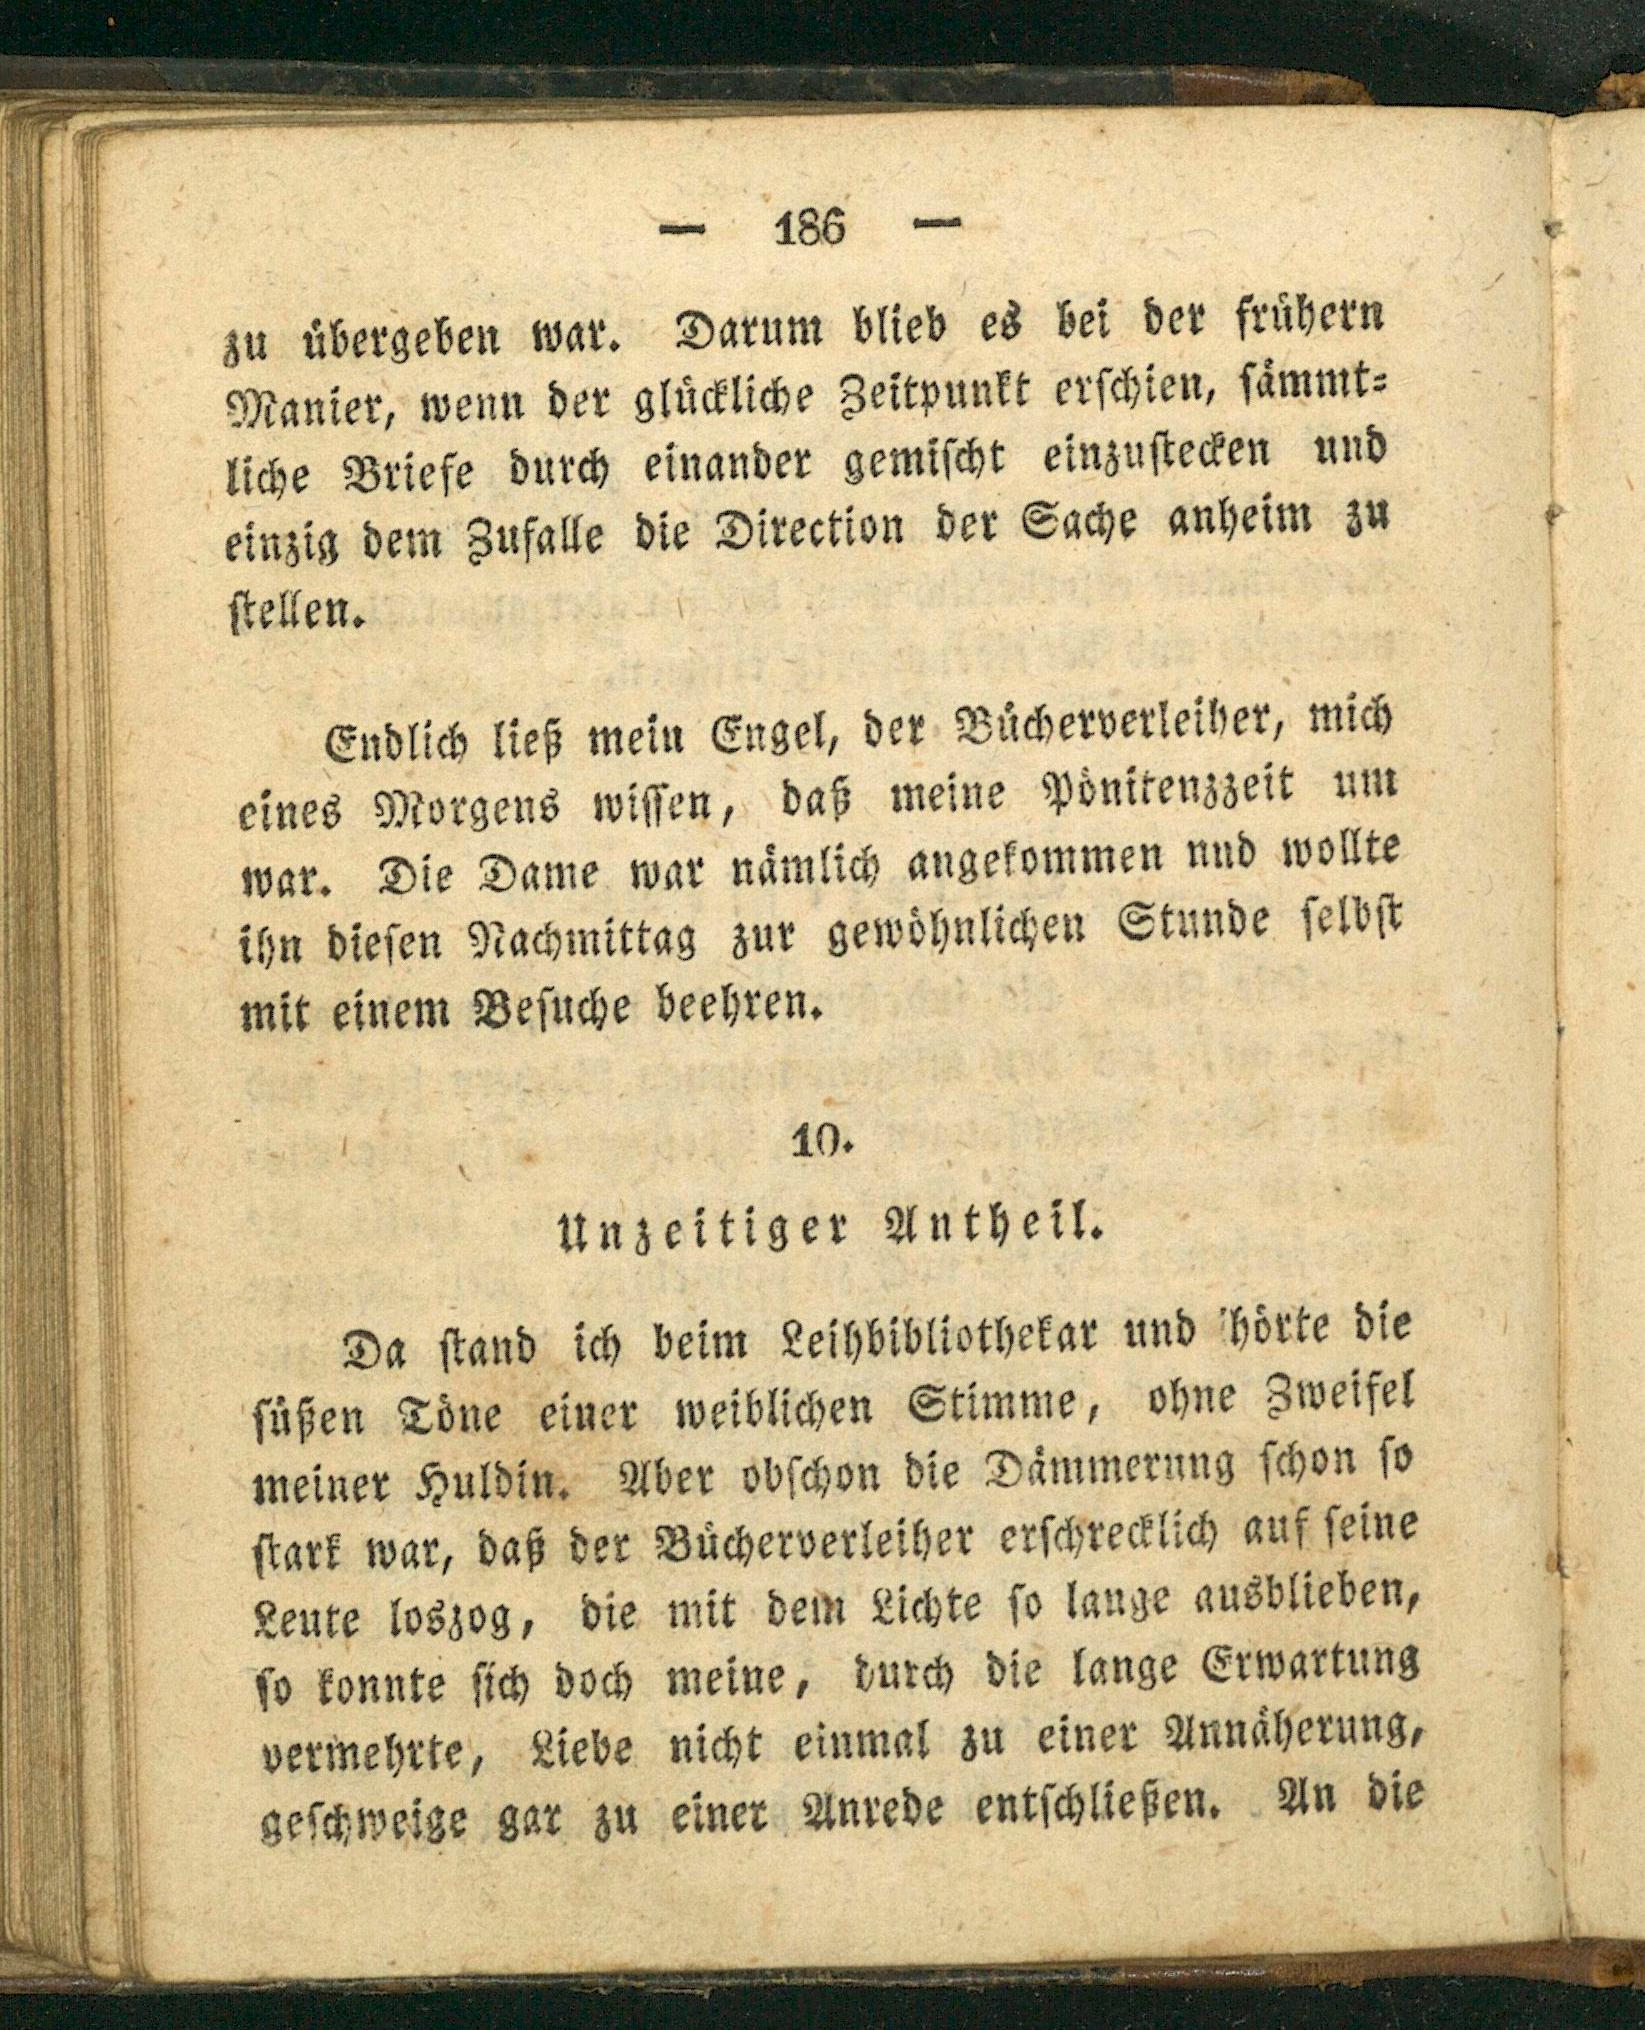 — 186 —
zu übergeben war. Darum blieb es bei der frühern
Manier, wenn der glückliche Zeitpunkt erschien, sämmt-
liche Briefe durch einander gemischt einzustecken und
einzig dem Zufalle die Direction der Sache anheim zu
stellen.
Endlich ließ mein Engel, der Bücherverleiher, mich
eines Morgens wissen, daß meine Pönitenzzeit um
war. Die Dame war nämlich angekommen nnd wollte
ihn diesen Nachmittag zur gewöhnlichen Stunde selbst
mit einem Besuche beehren.
10.
Unzeitiger Antheil.
Da stand ich beim Leihbibliothekar und hörte die
süßen Töne einer weiblichen Stimme, ohne Zweifel
meiner Huldin. Aber obschon die Dämmerung schon so
stark war, daß der Bücherverleiher erschrecklich auf seine
Leute loszog, die mit dem Lichte so lange ausblieben,
so konnte sich doch meine, durch die lange Erwartung
vermehrte, Liebe nicht einmal zu einer Annäherung,
geschweige gar zu einer Anrede entschließen. An die